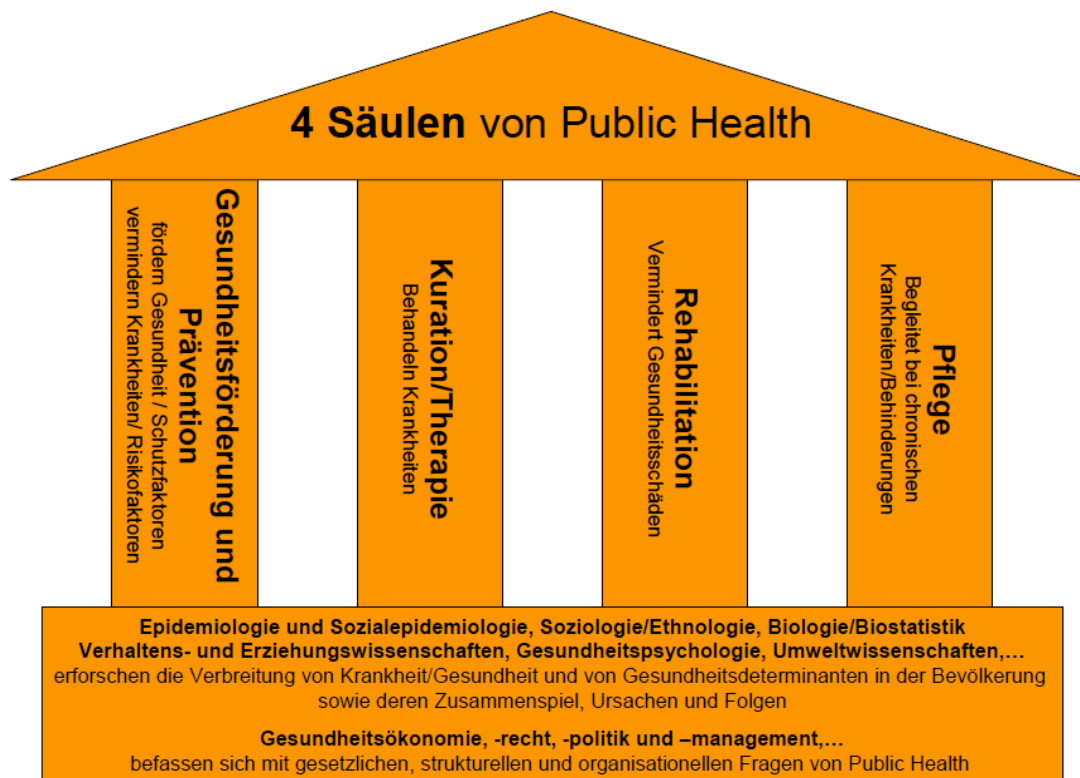 4 Säulen von Public Health
Gesundheitsförderung und
Prävention
fördern Gesundheit / Schutzfaktoren
vermindern Krankheiten/ Risikofaktoren
Kuration/Therapie
Behandeln Krankheiten
Rehabilitation
Vermindert Gesundheitsschäden
Pflege
Begleitet bei chronischen
Krankheiten/Behinderungen
Epidemiologie und Sozialepidemiologie, Soziologie/Ethnologie, Biologie/Biostatistik
Verhaltens- und Erziehungswissenschaften, Gesundheitspsychologie, Umweltwissenschaften,...
erforschen die Verbreitung von Krankheit/Gesundheit und von Gesundheitsdeterminanten in der Bevölkerung
sowie deren Zusammenspiel, Ursachen und Folgen
Gesundheitsökonomie, -recht, -politik und –management,...
befassen sich mit gesetzlichen, strukturellen und organisationellen Fragen von Public Health